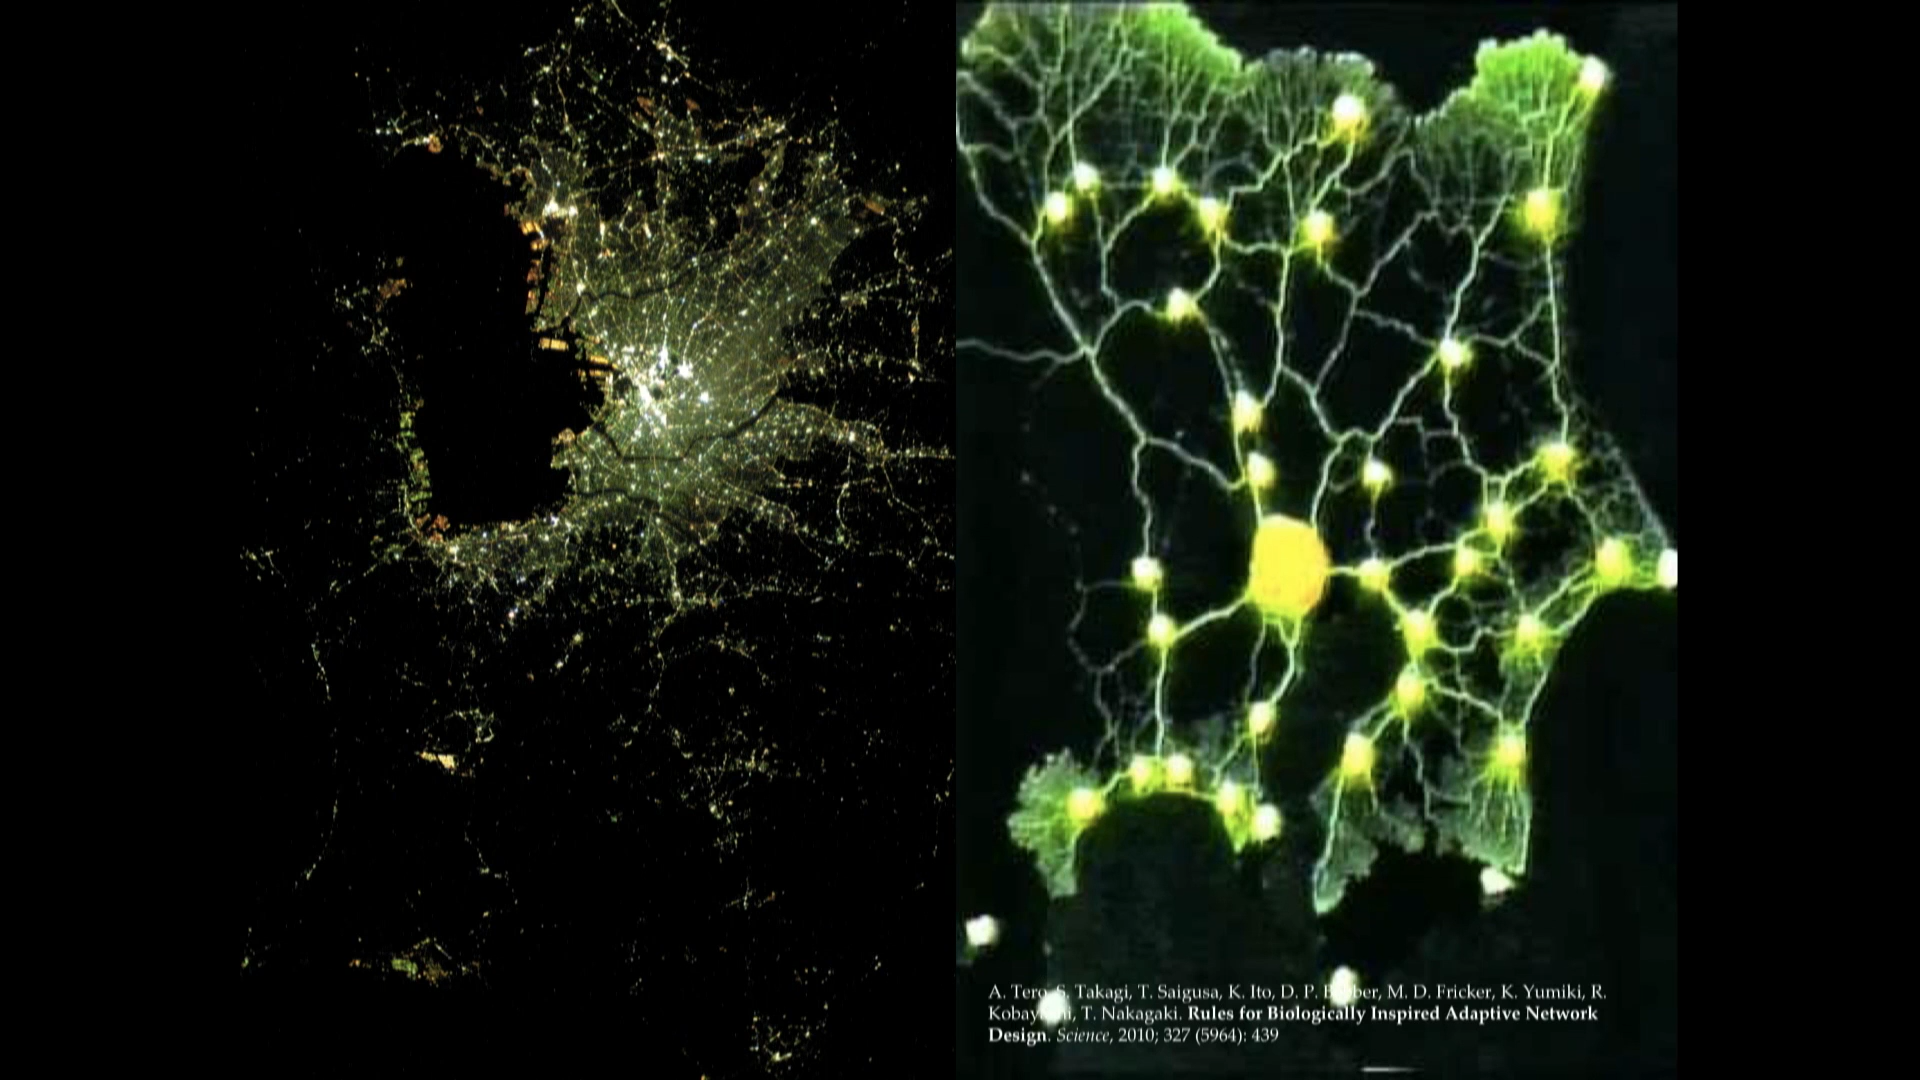 A. Tero, S. Takagi, T. Saigusa, K. Ito, D. P. M. D. Fricker, K. Yumiki, R.
T. Nakagaki. Rules for Biologically Inspired Adaptive Network
Design. Science, 2010; 327 (5964): 439